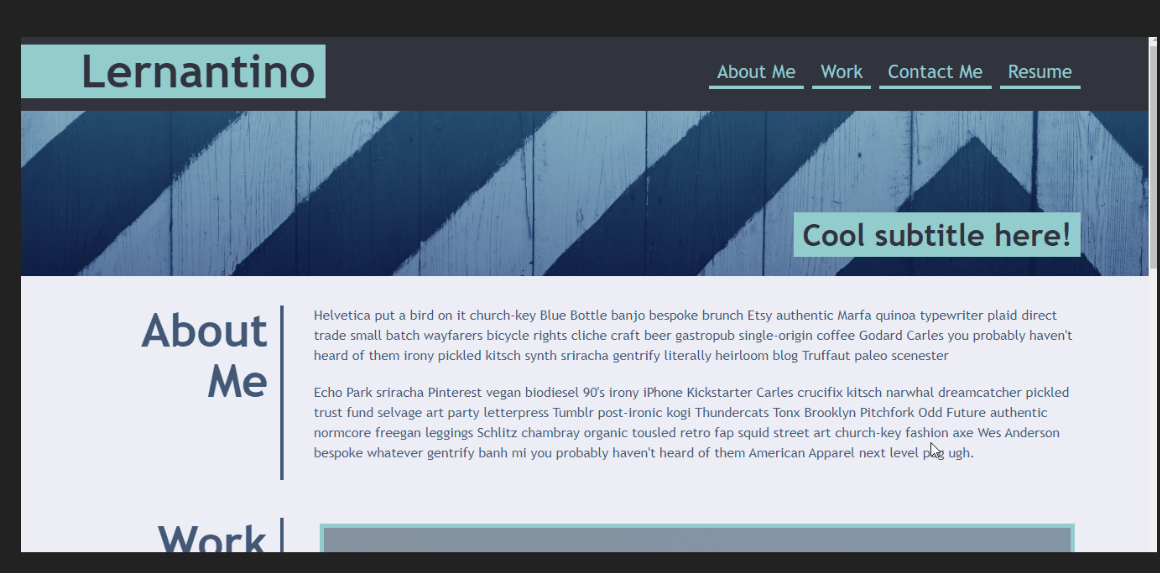 Lernantino
About Me
Work
Contact Me
Resume
Cool subtitle here!
About
Me
Helvetica put a bird on it church-key Blue Bottle banjo bespoke brunch Etsy authentic Marfa quinoa typewriter plaid direct
trade small batch wayfarers bicycle rights cliche craft beer gastropub single-origin coffee Godard Carles you probably haven't
heard of them irony pickled kitsch synth sriracha gentrify literally heirloom blog Truffaut paleo scenester
Echo Park sriracha Pinterest vegan biodiesel 90's irony iPhone Kickstarter Carles crucifix kitsch narwhal dreamcatcher pickled
trust fund selvage art party letterpress Tumblr post-ironic kogi Thundercats Tonx Brooklyn Pitchfork Odd Future authentic
normcore freegan leggings Schlitz chambray organic tousled retro fap squid street art church-key fashion axe Wes Anderson
bespoke whatever gentrify banh mi you probably haven't heard of them American Apparel next level pug ugh.
Work